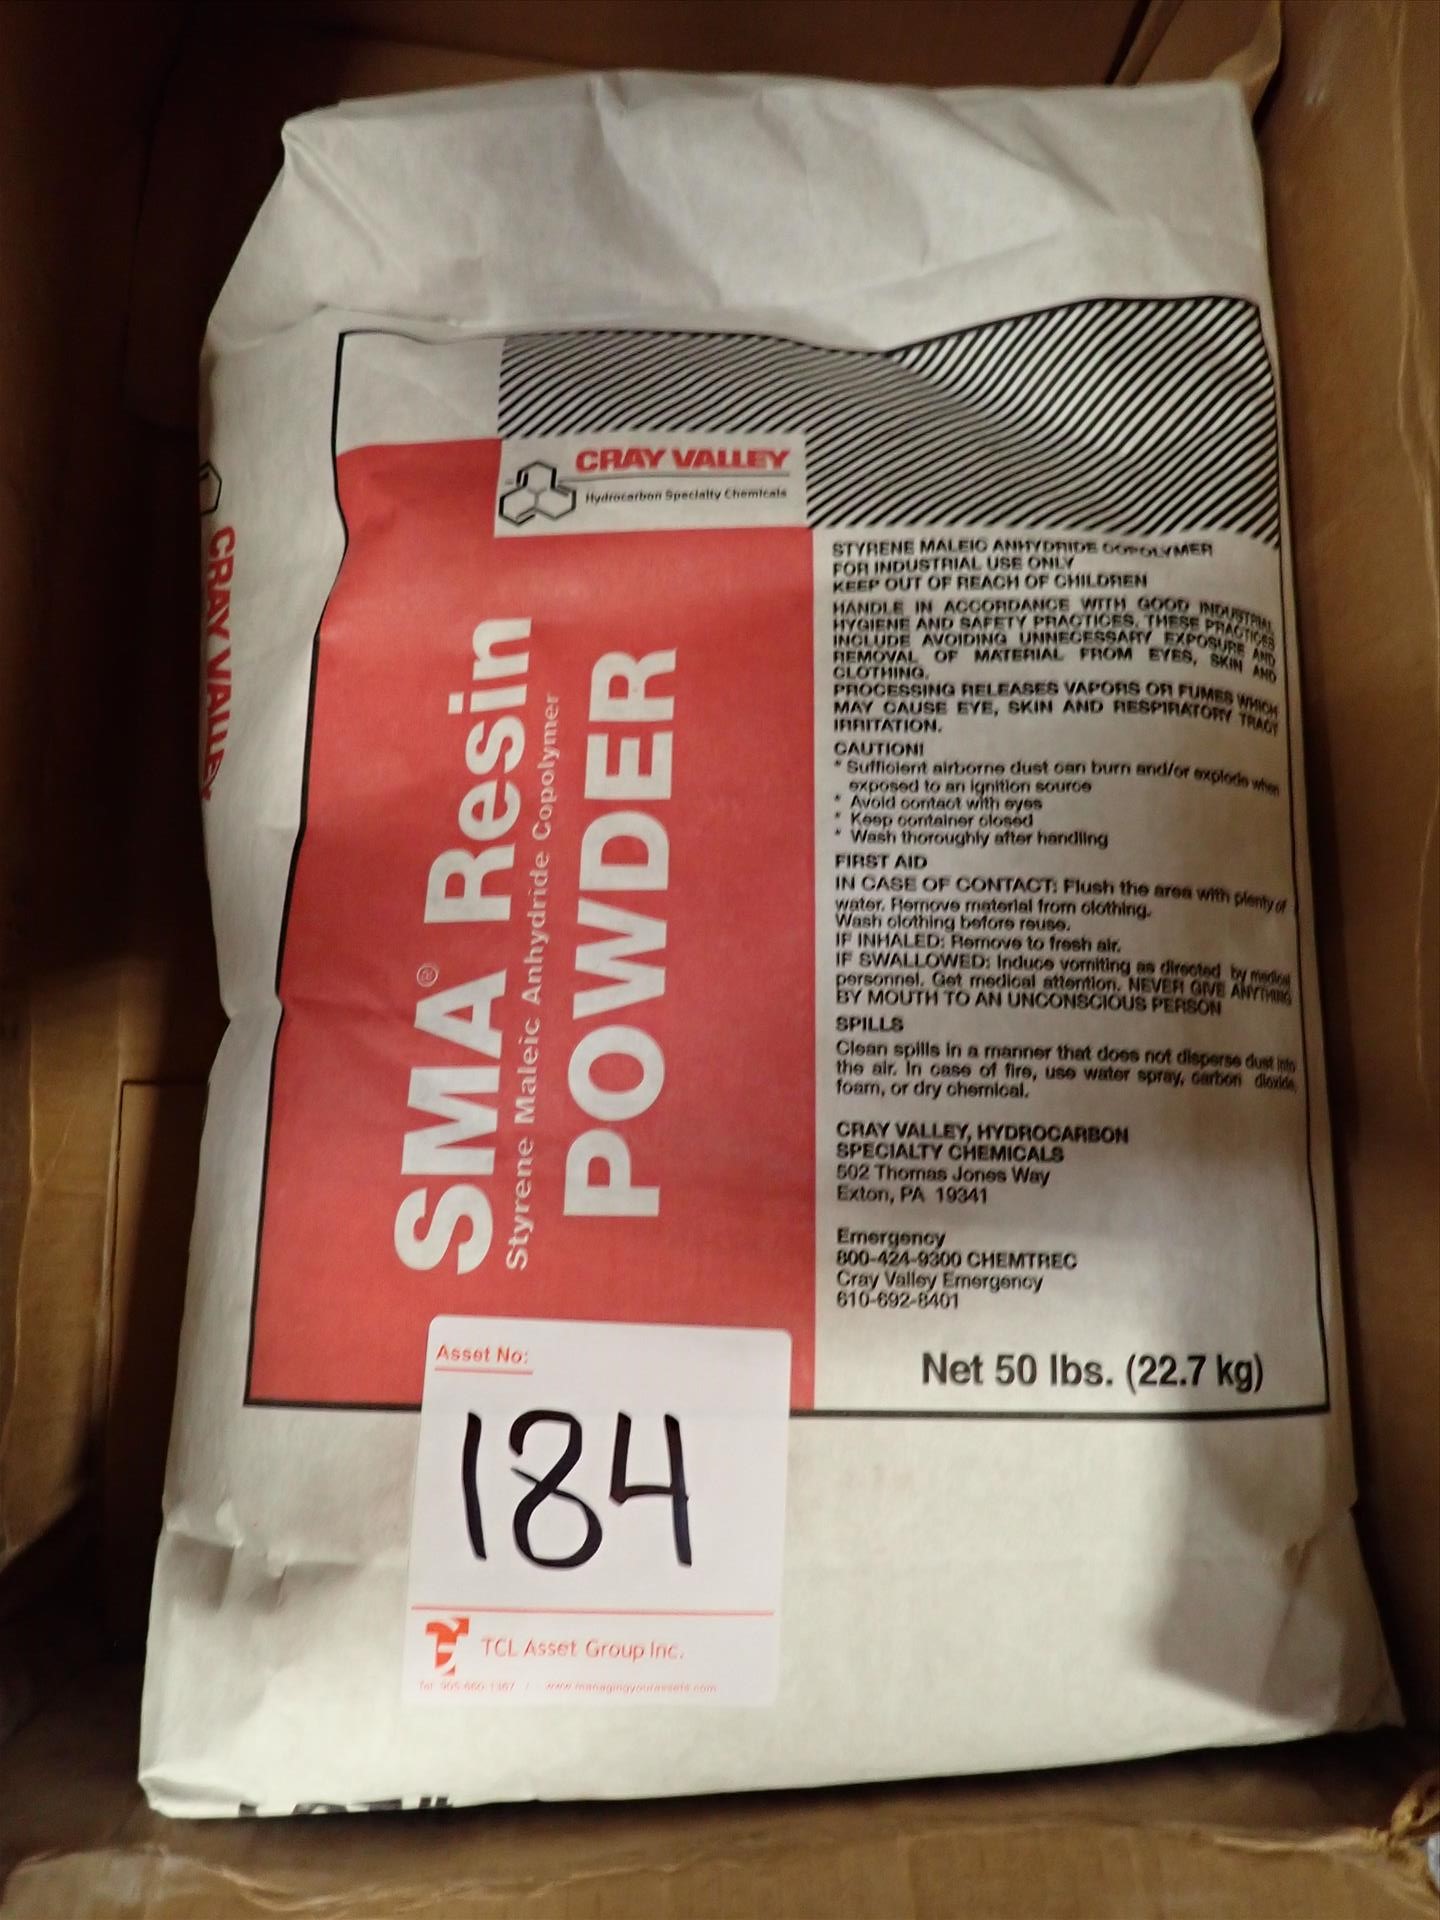 CRAY VALLEY
Hydrocarbon Specialty Chemicals
CRAY VALLEY
SMA® Resin
Styrene Maleic Anhydride Copolymer
POWDER
STYRENE MALEIC ANHYDRIDE COPOLYMER
FOR INDUSTRIAL USE ONLY
KEEP OUT OF REACH OF CHILDREN
HANDLE IN ACCORDANCE WITH GOOD INDUSTRIAL
HYGIENE AND SAFETY PRACTICES. THESE PRACTICES
INCLUDE AVOIDING UNNECESSARY EXPOSURE AND
REMOVAL OF MATERIAL FROM EYES, SKIN AND
CLOTHING.
PROCESSING RELEASES VAPORS OR FUMES WHICH
MAY CAUSE EYE, SKIN AND RESPIRATORY TRACT
IRRITATION.
CAUTION!
* Sufficient airborne dust can burn and/or explode when
exposed to an ignition source
* Avoid contact with eyes
* Keep container closed
* Wash thoroughly after handling
FIRST AID
IN CASE OF CONTACT: Flush the area with plenty of
water. Remove material from clothing.
Wash clothing before reuse.
IF INHALED: Remove to fresh air.
IF SWALLOWED: Induce vomiting as directed by medical
personnel. Get medical attention. NEVER GIVE ANYTHING
BY MOUTH TO AN UNCONSCIOUS PERSON
SPILLS
Clean spills in a manner that does not disperse dust into
the air. In case of fire, use water spray, carbon dioxide,
foam, or dry chemical.
CRAY VALLEY, HYDROCARBON
SPECIALTY CHEMICALS
502 Thomas Jones Way
Exton, PA 19341
Emergency
800-424-9300 CHEMTREC
Cray Valley Emergency
610-692-8401
Net 50 lbs. (22.7 kg)
Asset No:
184
TCL Asset Group Inc.
Tel: 905-660-1367 / www.managingyourassets.com